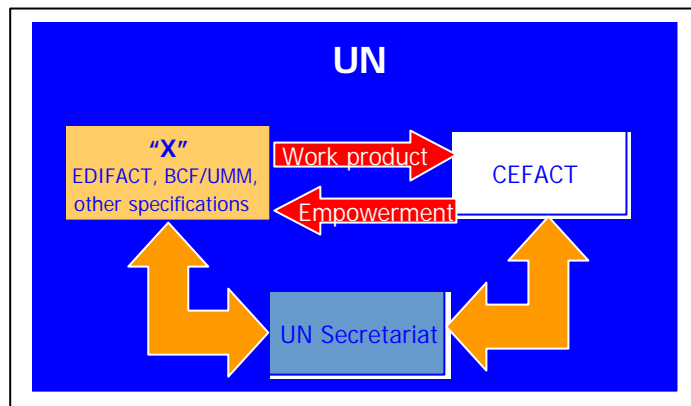 UN
“X”
EDIFACT, BCF/UMM,
other specifications
Work product
CEFACT
Empowerment
UN Secretariat